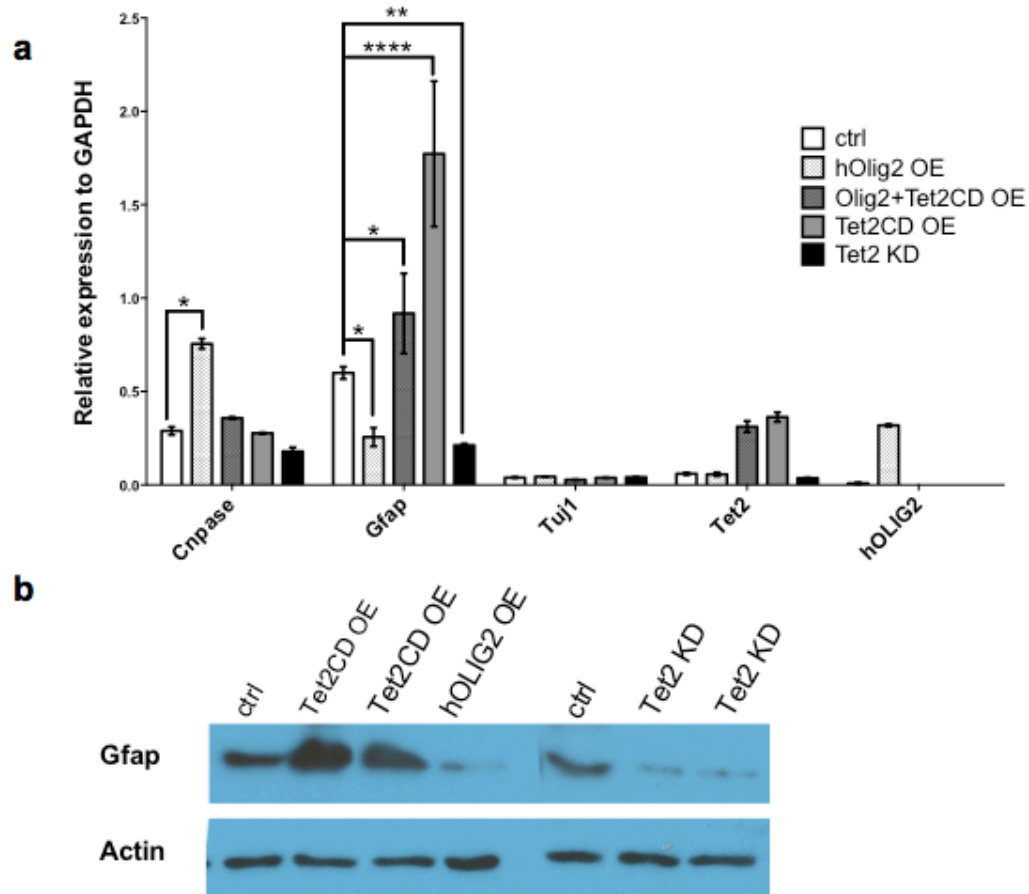 a
Relative expression to GAPDH
2.5
2.0
1.5
1.0
0.5
0.0
**
****
*
*
*
ctrl
hOlig2 OE
Olig2+Tet2CD OE
Tet2CD OE
Tet2 KD
Cnpase
Gfap
Tuj1
Tet2
hOLIG2
b
ctrl
Tet2CD OE
Tet2CD OE
hOLIG2 OE
ctrl
Tet2 KD
Tet2 KD
Gfap
Actin